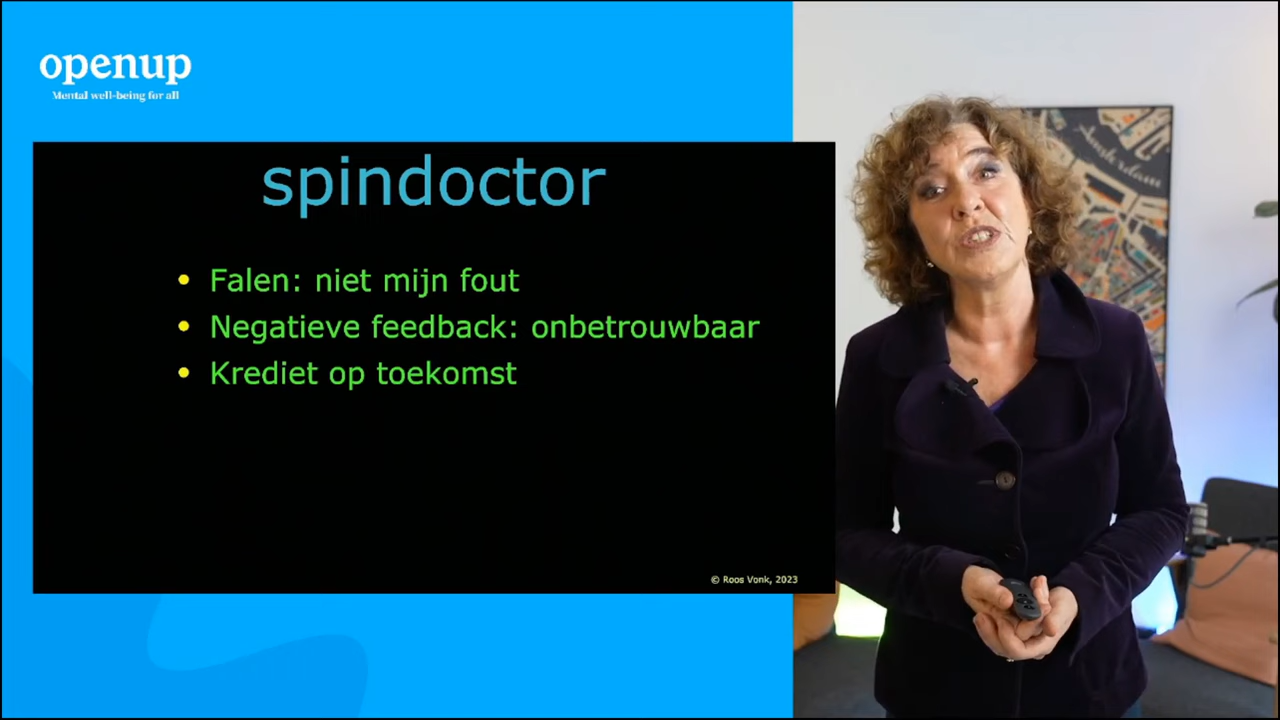 openup
Mental well-being for all
spindoctor
• Falen: niet mijn fout
• Negatieve feedback: onbetrouwbaar
• Krediet op toekomst
© Roos Vonk, 2023
Amsterdam